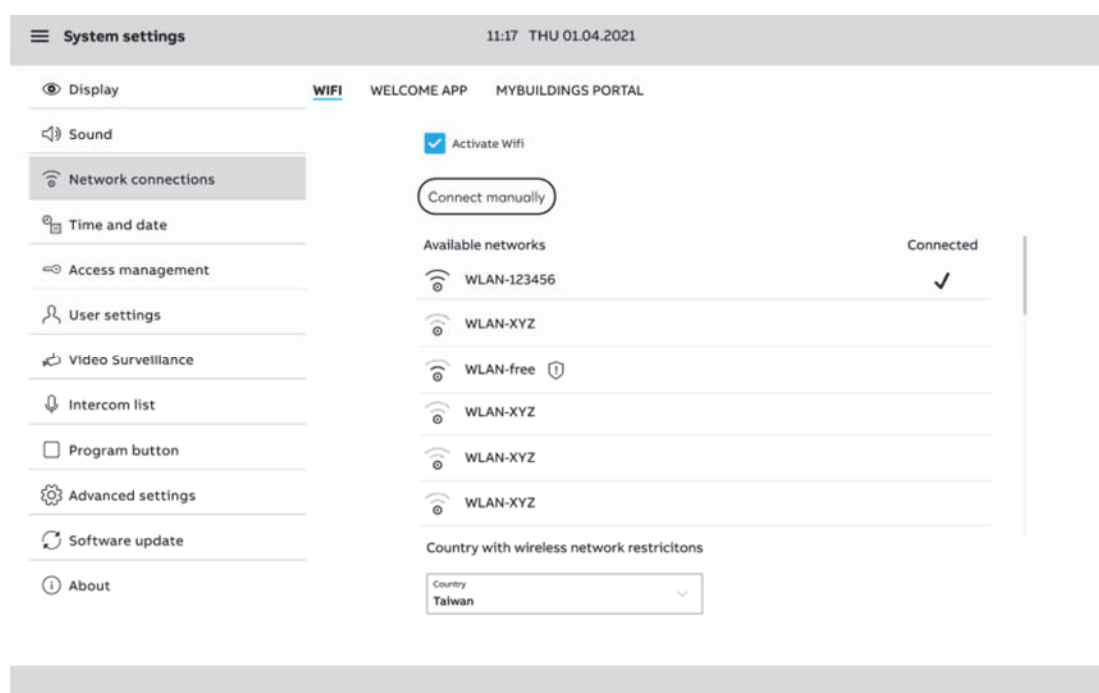 System settings
11:17 THU 01.04.2021
Display
Sound
Network connections
Time and date
Access management
User settings
Video Surveillance
Intercom list
Program button
Advanced settings
Software update
About
WIFI WELCOME APP MYBUILDINGS PORTAL
Activate Wifi
Connect manually
Available networks Connected
WLAN-123456
WLAN-XYZ
WLAN-free
WLAN-XYZ
WLAN-XYZ
WLAN-XYZ
Country with wireless network restricitons
Country
Taiwan